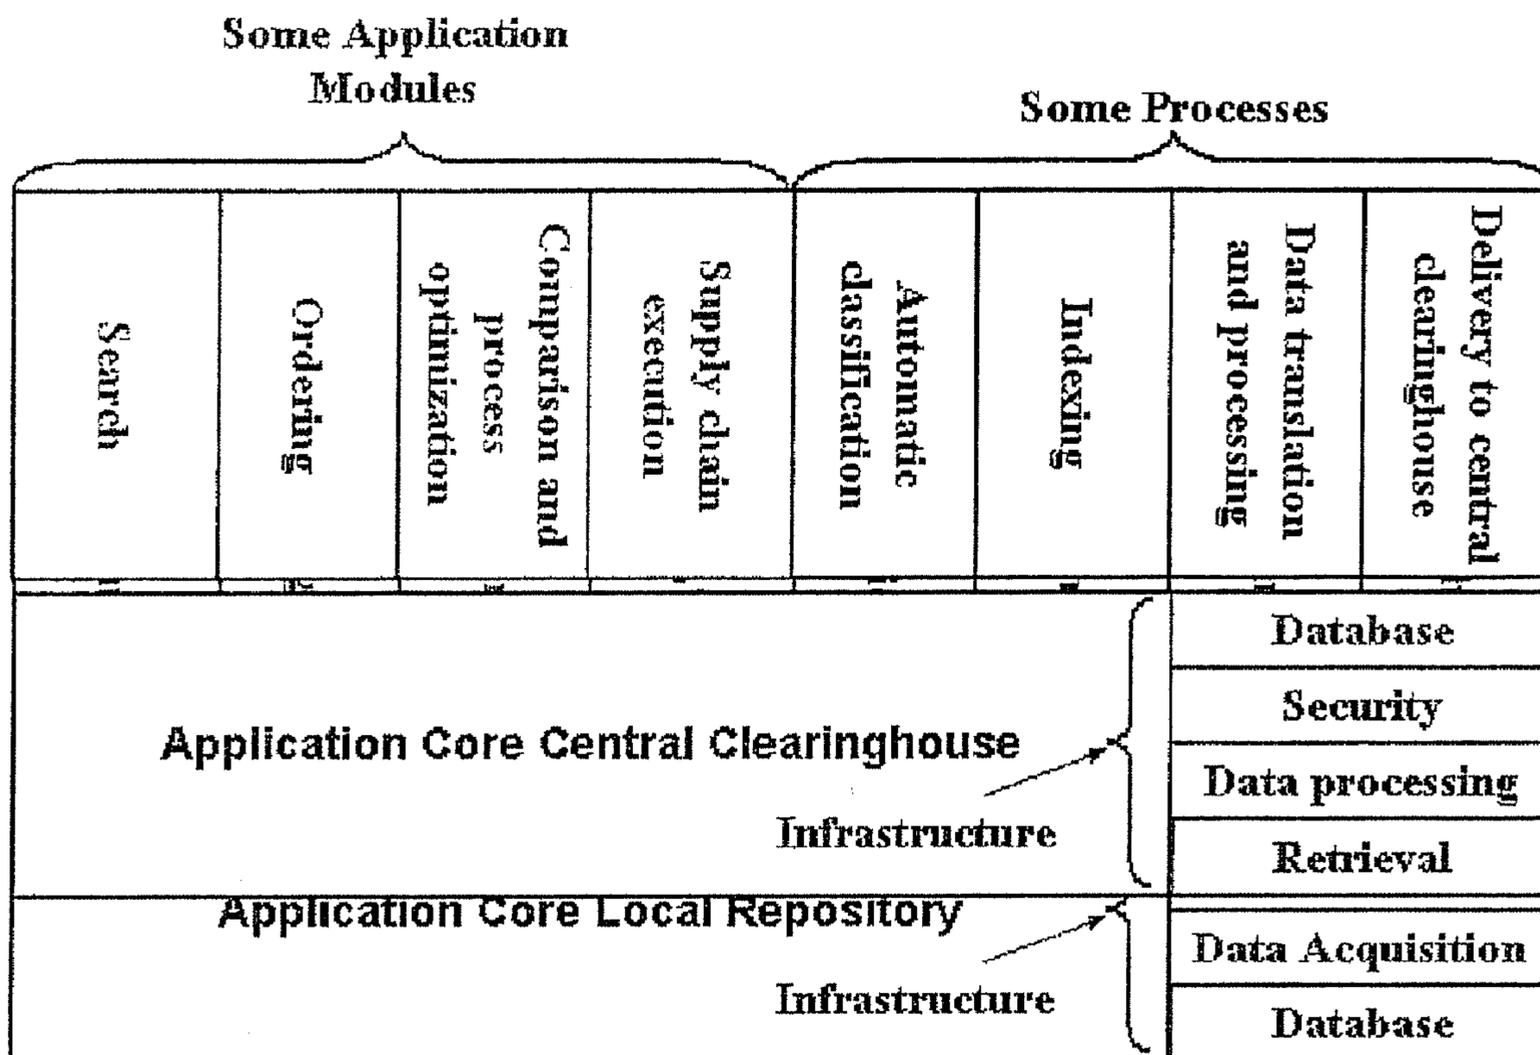 Some Application
Modules
Some Processes
Search
Ordering
Comparison and
process
optimization
Supply chain
execution
Automatic
classification
Indexing
Data translation
and processing
Delivery to central
clearinghouse
Database
Security
Application Core Central Clearinghouse
Data processing
Infrastructure
Retrieval
Application Core Local Repository
Data Acquisition
Infrastructure
Database